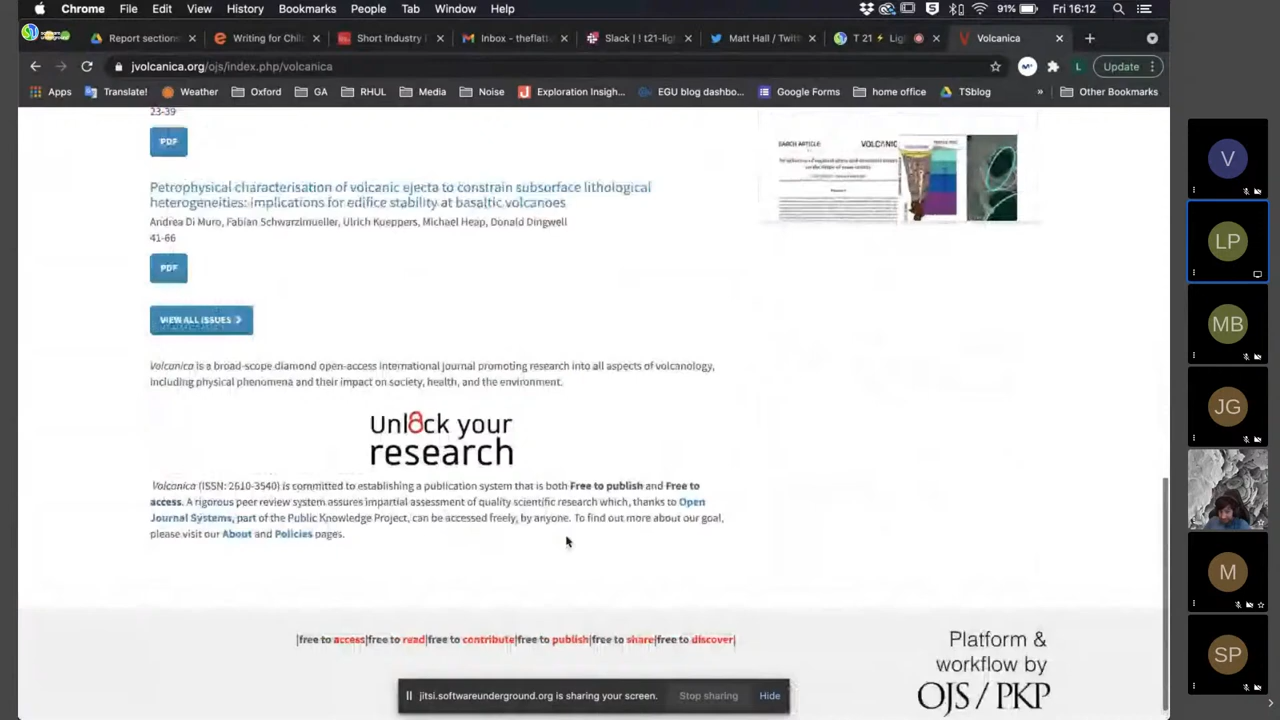 Chrome File Edit View History Bookmarks People Tab Window Help 91% Fri 16:12
Report section Writing for Chil Short Industry Inbox - theflatt Slack | ! t21-lig Matt Hall / Twitt T 21 ⚡ Lig Volcanica
jvolcanica.org/ojs/index.php/volcanica L Update
Apps Translate! Weather Oxford GA RHUL Media Noise Exploration Insigh... EGU blog dashbo... Google Forms home office TSblog » Other Bookmarks
23-39
PDF
VOLCANIC
Petrophysical characterisation of volcanic ejecta to constrain subsurface lithological
heterogeneities: implications for edifice stability at basaltic volcanoes
Andrea Di Muro, Fabian Schwarzlmueller, Ulrich Kueppers, Michael Heap, Donald Dingwell
41-66
PDF
VIEW ALL ISSUES
Volcanica is a broad-scope diamond open-access international journal promoting research into all aspects of volcanology,
including physical phenomena and their impact on society, health, and the environment.
Unlock your
research
Volcanica (ISSN: 2610-3540) is committed to establishing a publication system that is both Free to publish and Free to
access. A rigorous peer review system assures impartial assessment of quality scientific research which, thanks to Open
Journal Systems, part of the Public Knowledge Project, can be accessed freely, by anyone. To find out more about our goal,
please visit our About and Policies pages.
|free to access|free to read|free to contribute|free to publish|free to share|free to discover|
Platform &
workflow by
OJS / PKP
jitsi.softwareunderground.org is sharing your screen. Stop sharing Hide
V
LP
MB
JG
M
SP